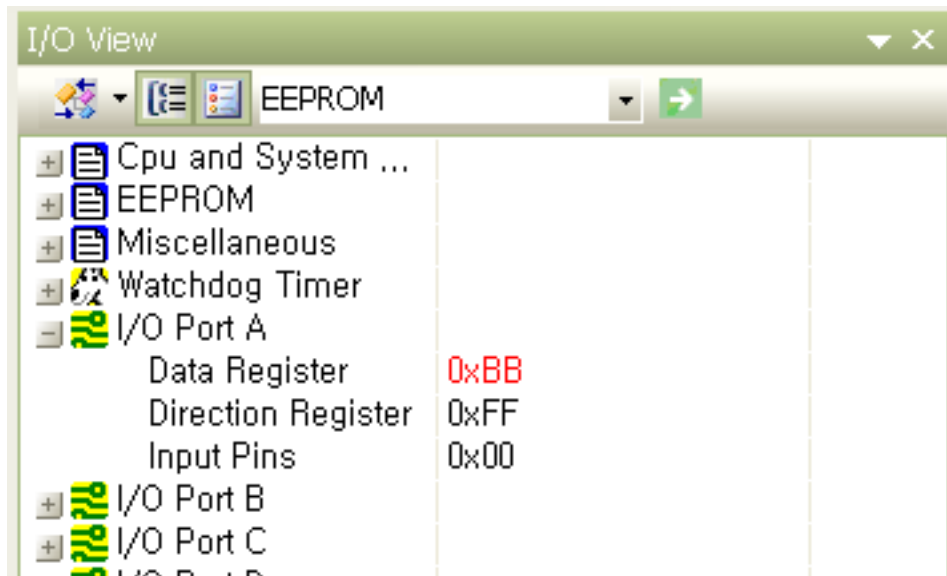 I/O View
EEPROM
Cpu and System ...
EEPROM
Miscellaneous
Watchdog Timer
I/O Port A
Data Register 0xBB
Direction Register 0xFF
Input Pins 0x00
I/O Port B
I/O Port C